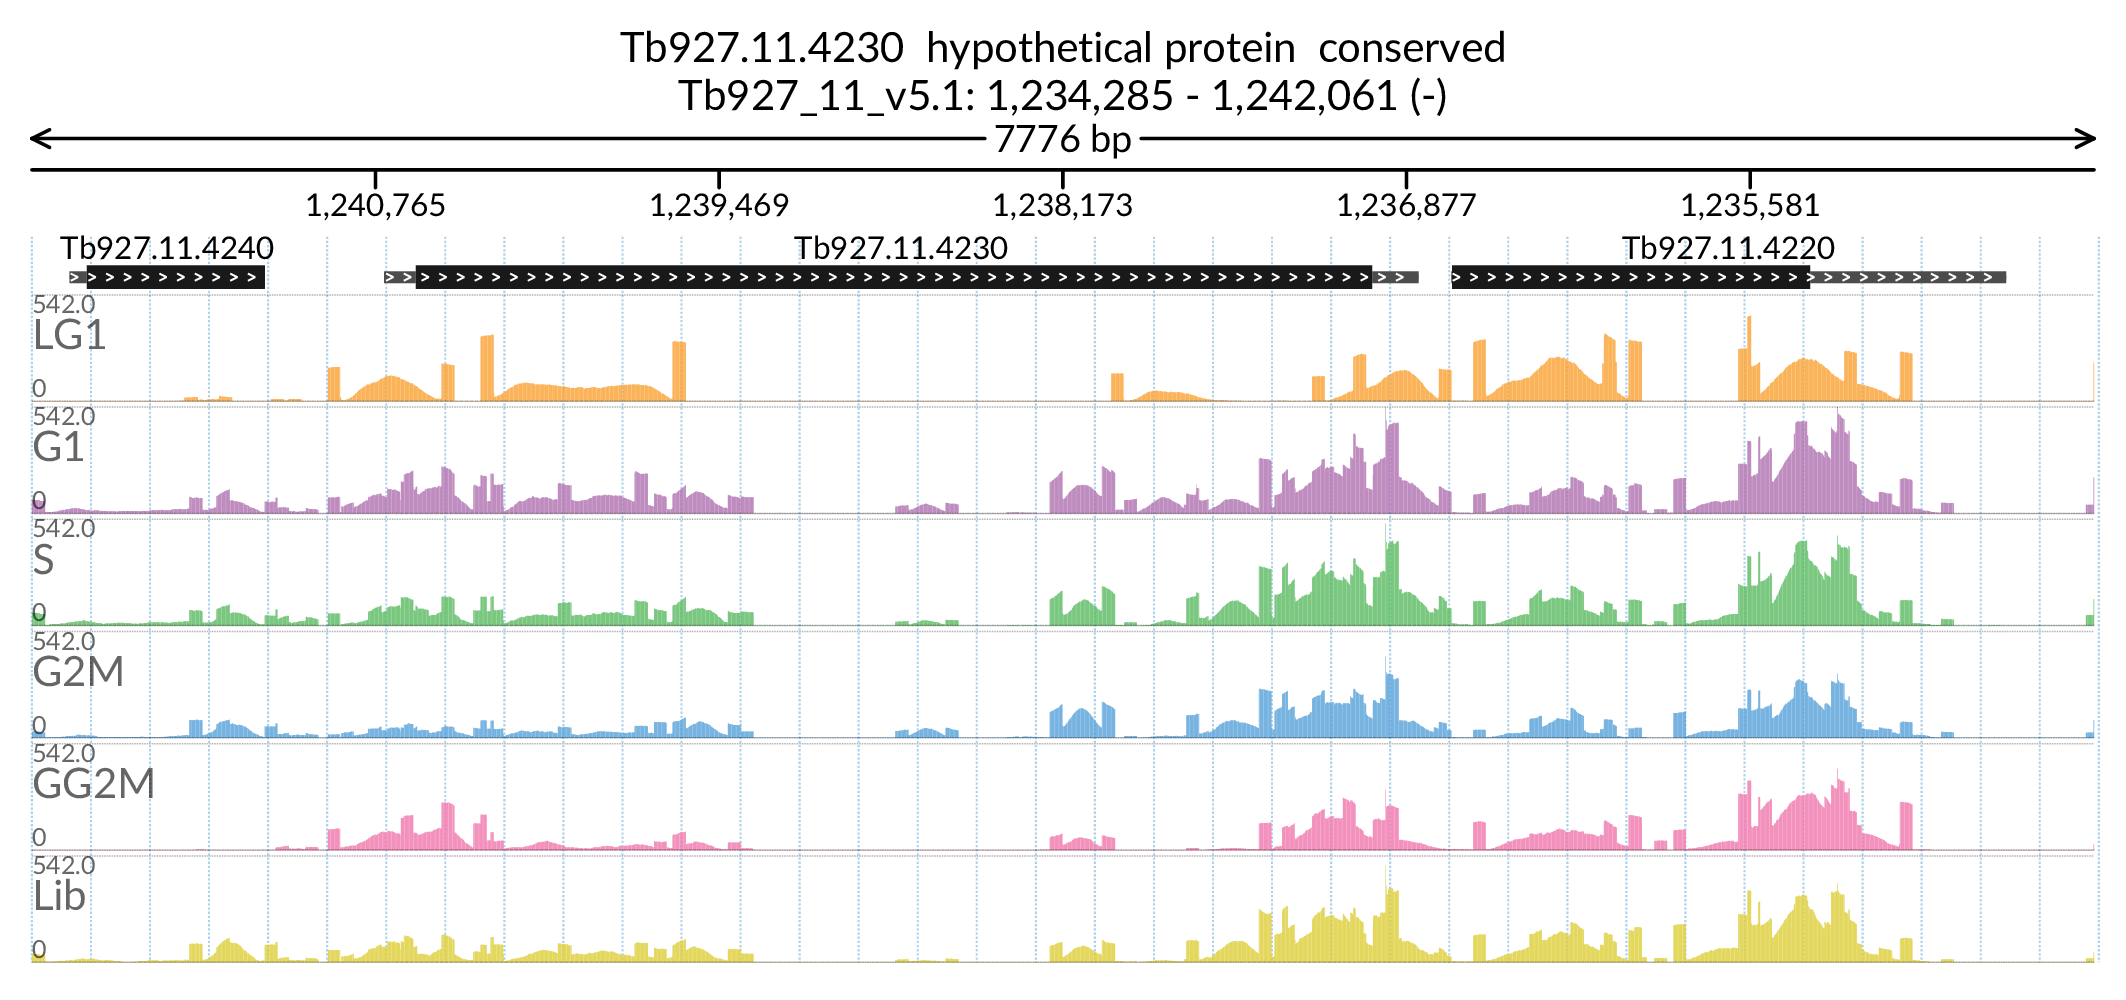 Tb927.11.4230  hypothetical protein  conserved
Tb927_11_v5.1: 1,234,285 - 1,242,061 (-)
7776 bp
1,240,765 1,239,469 1,238,173 1,236,877 1,235,581
Tb927.11.4240 Tb927.11.4230 Tb927.11.4220
542.0
LG1
0
542.0
G1
0
542.0
S
0
542.0
G2M
0
542.0
GG2M
0
542.0
Lib
0